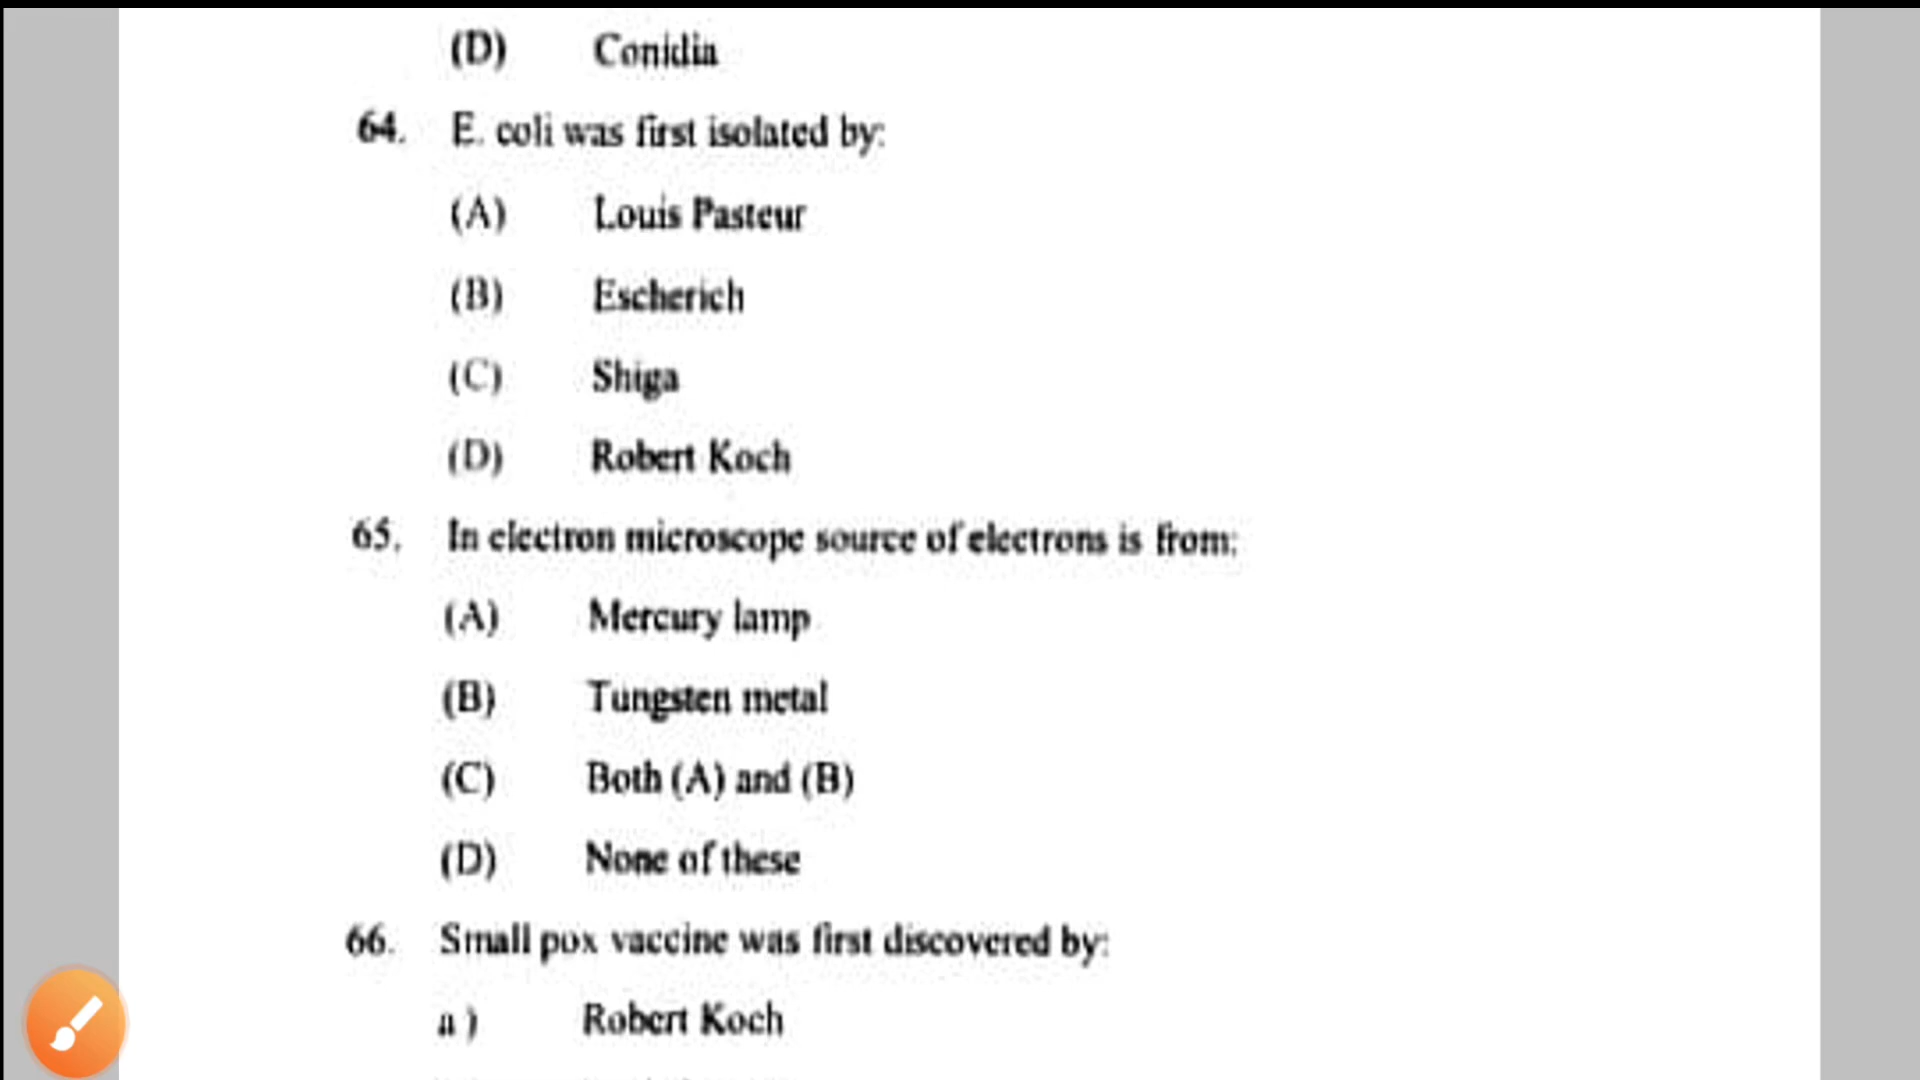 (D) Conidia
64. E. coli was first isolated by:
(A) Louis Pasteur
(B) Escherich
(C) Shiga
(D) Robert Koch
65. In electron microscope source of electrons is from:
(A) Mercury lamp
(B) Tungsten metal
(C) Both (A) and (B)
(D) None of these
66. Small pox vaccine was first discovered by:
a) Robert Koch